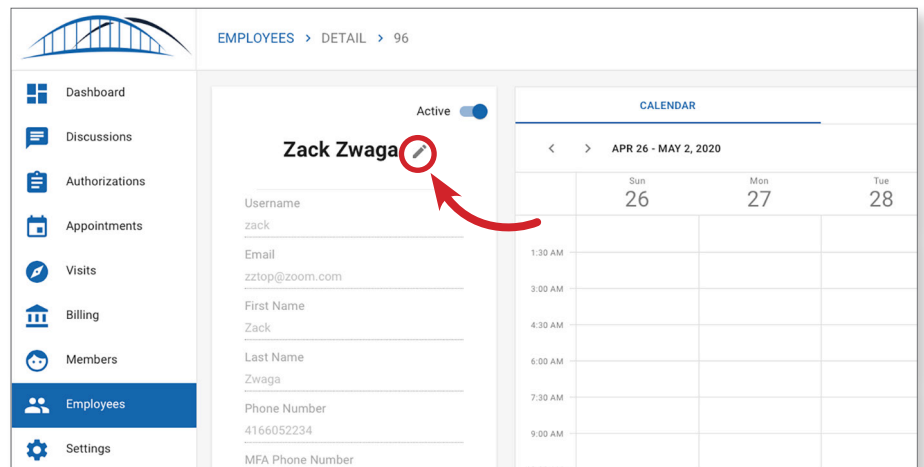 EMPLOYEES > DETAIL > 96
Dashboard
Discussions
Authorizations
Appointments
Visits
Billing
Members
Employees
Settings
Active
Zack Zwaga
Username
zack
Email
zztop@zoom.com
First Name
Zack
Last Name
Zwaga
Phone Number
4166052234
MFA Phone Number
CALENDAR
< > APR 26 - MAY 2, 2020
Sun Mon Tue
26 27 28
1:30 AM
3:00 AM
4:30 AM
6:00 AM
7:30 AM
9:00 AM